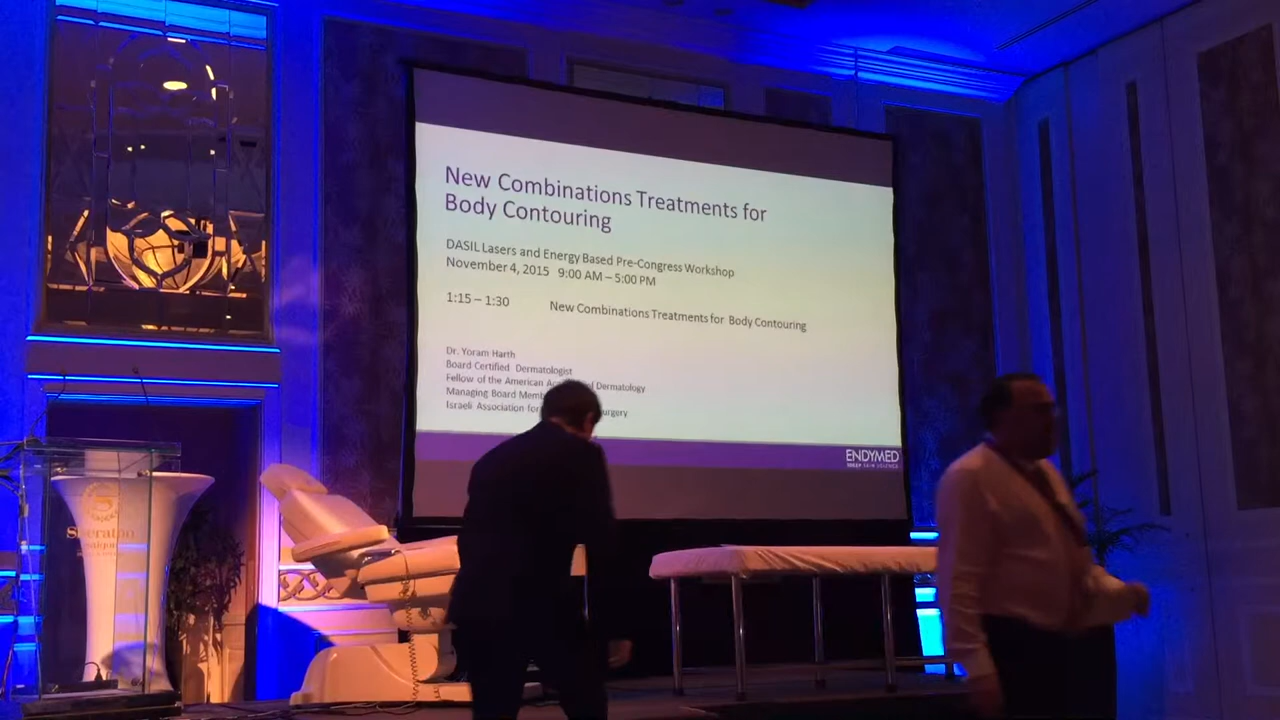 New Combinations Treatments for
Body Contouring
DASIL Lasers and Energy Based Pre-Congress Workshop
November 4, 2015 9:00 AM – 5:00 PM
1:15 – 1:30 New Combinations Treatments for Body Contouring
Dr. Yoram Harth
Board Certified Dermatologist
Fellow of the American Dermatology
Managing Board
Israeli Association for
ENDYMED
Sheraton